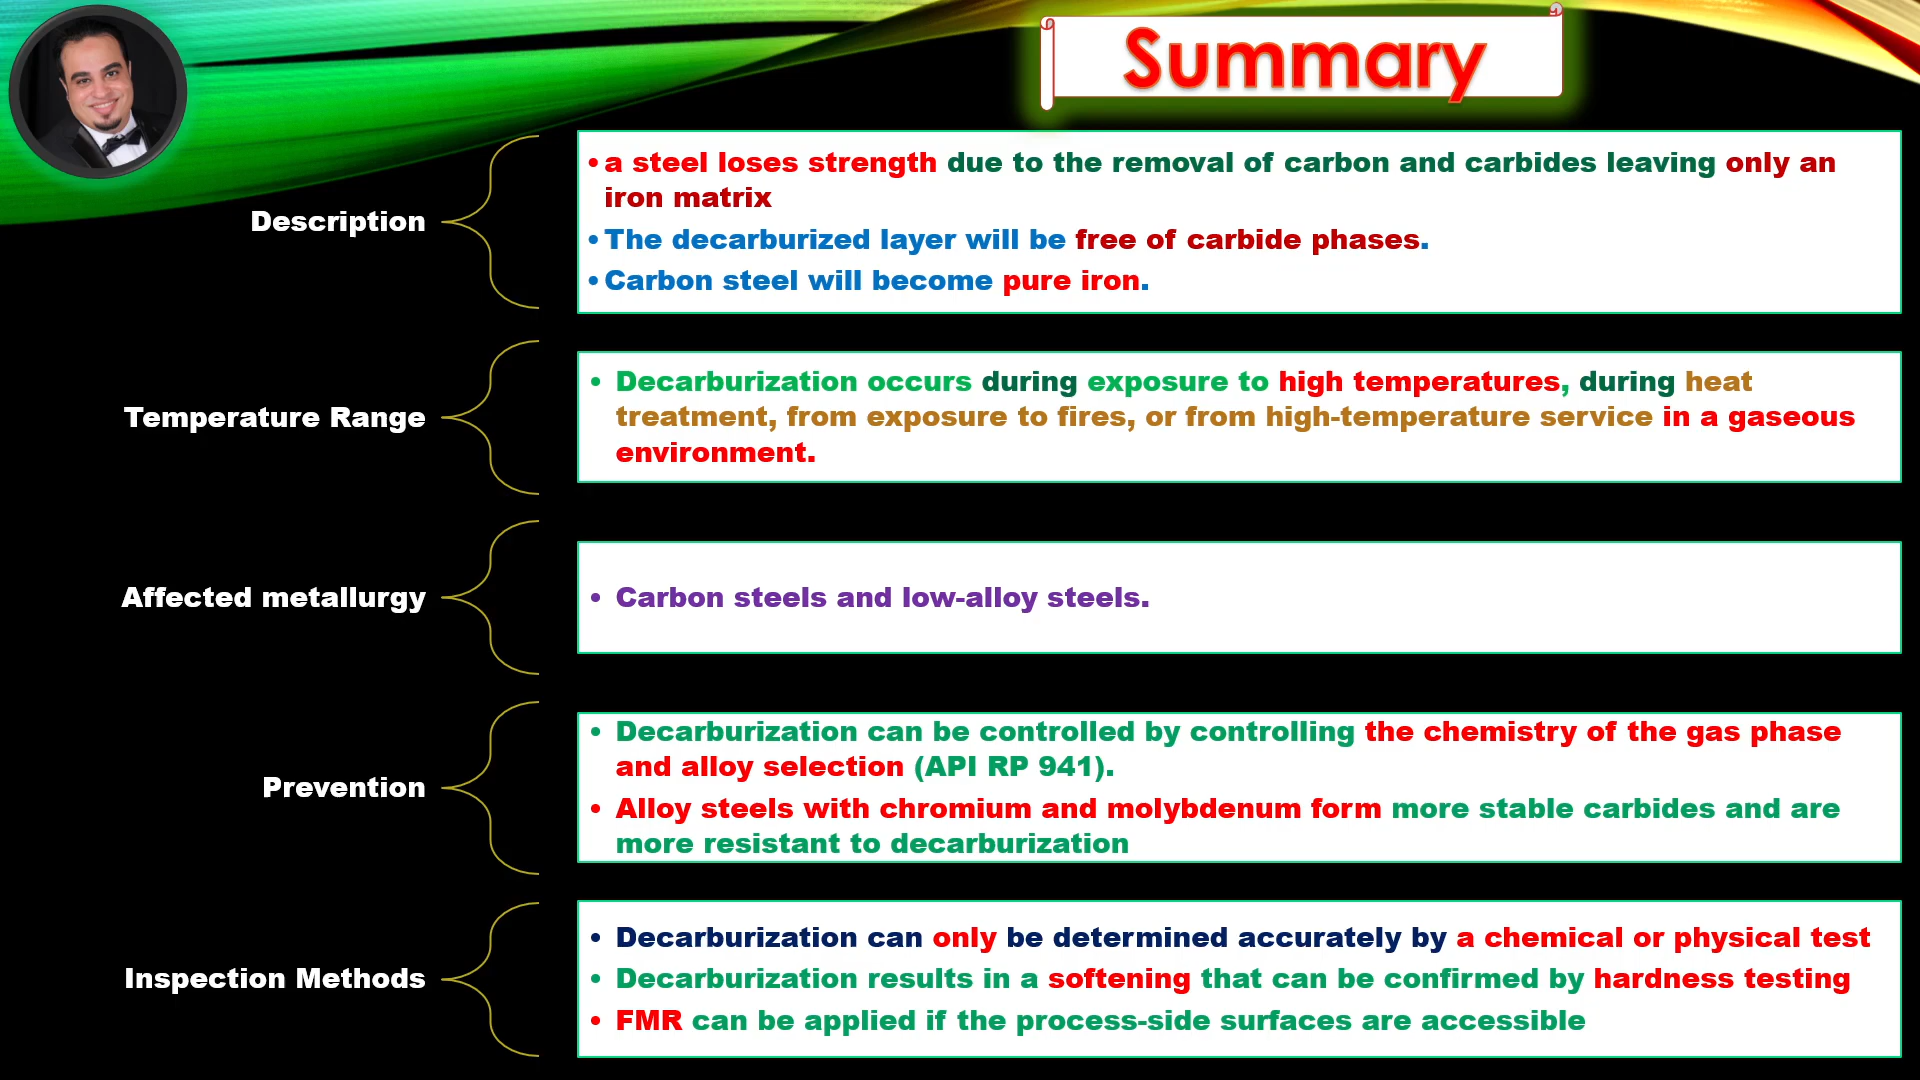 Summary
Description
• a steel loses strength due to the removal of carbon and carbides leaving only an
iron matrix
• The decarburized layer will be free of carbide phases.
• Carbon steel will become pure iron.
Temperature Range
• Decarburization occurs during exposure to high temperatures, during heat
treatment, from exposure to fires, or from high-temperature service in a gaseous
environment.
Affected metallurgy
• Carbon steels and low-alloy steels.
Prevention
• Decarburization can be controlled by controlling the chemistry of the gas phase
and alloy selection (API RP 941).
• Alloy steels with chromium and molybdenum form more stable carbides and are
more resistant to decarburization
Inspection Methods
• Decarburization can only be determined accurately by a chemical or physical test
• Decarburization results in a softening that can be confirmed by hardness testing
• FMR can be applied if the process-side surfaces are accessible